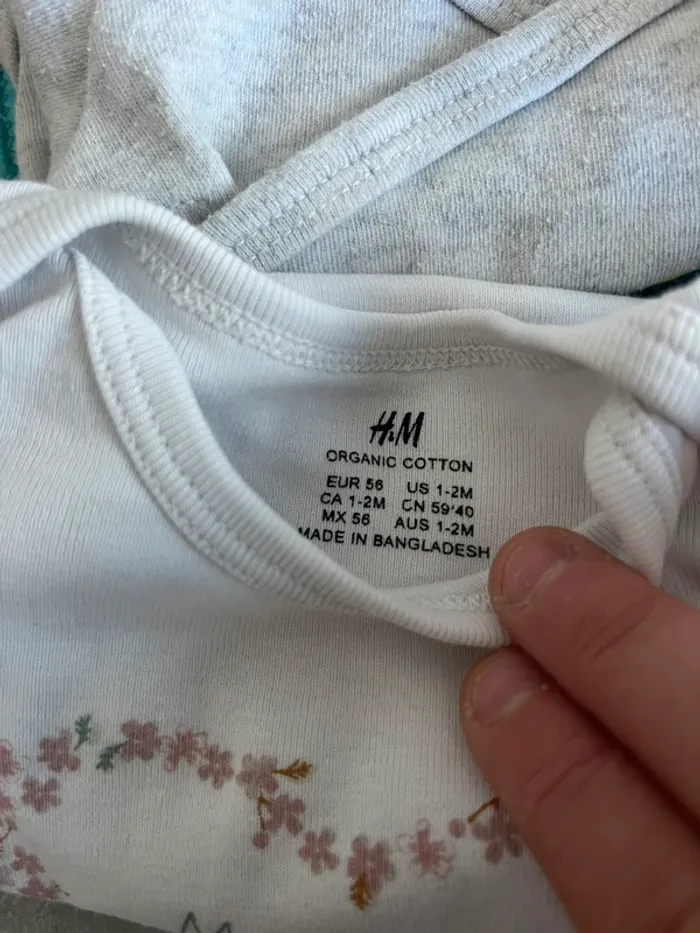 H&M
ORGANIC COTTON
EUR 56 US 1-2M
CA 1-2M CN 59/40
MX 56 AUS 1-2M
MADE IN BANGLADESH